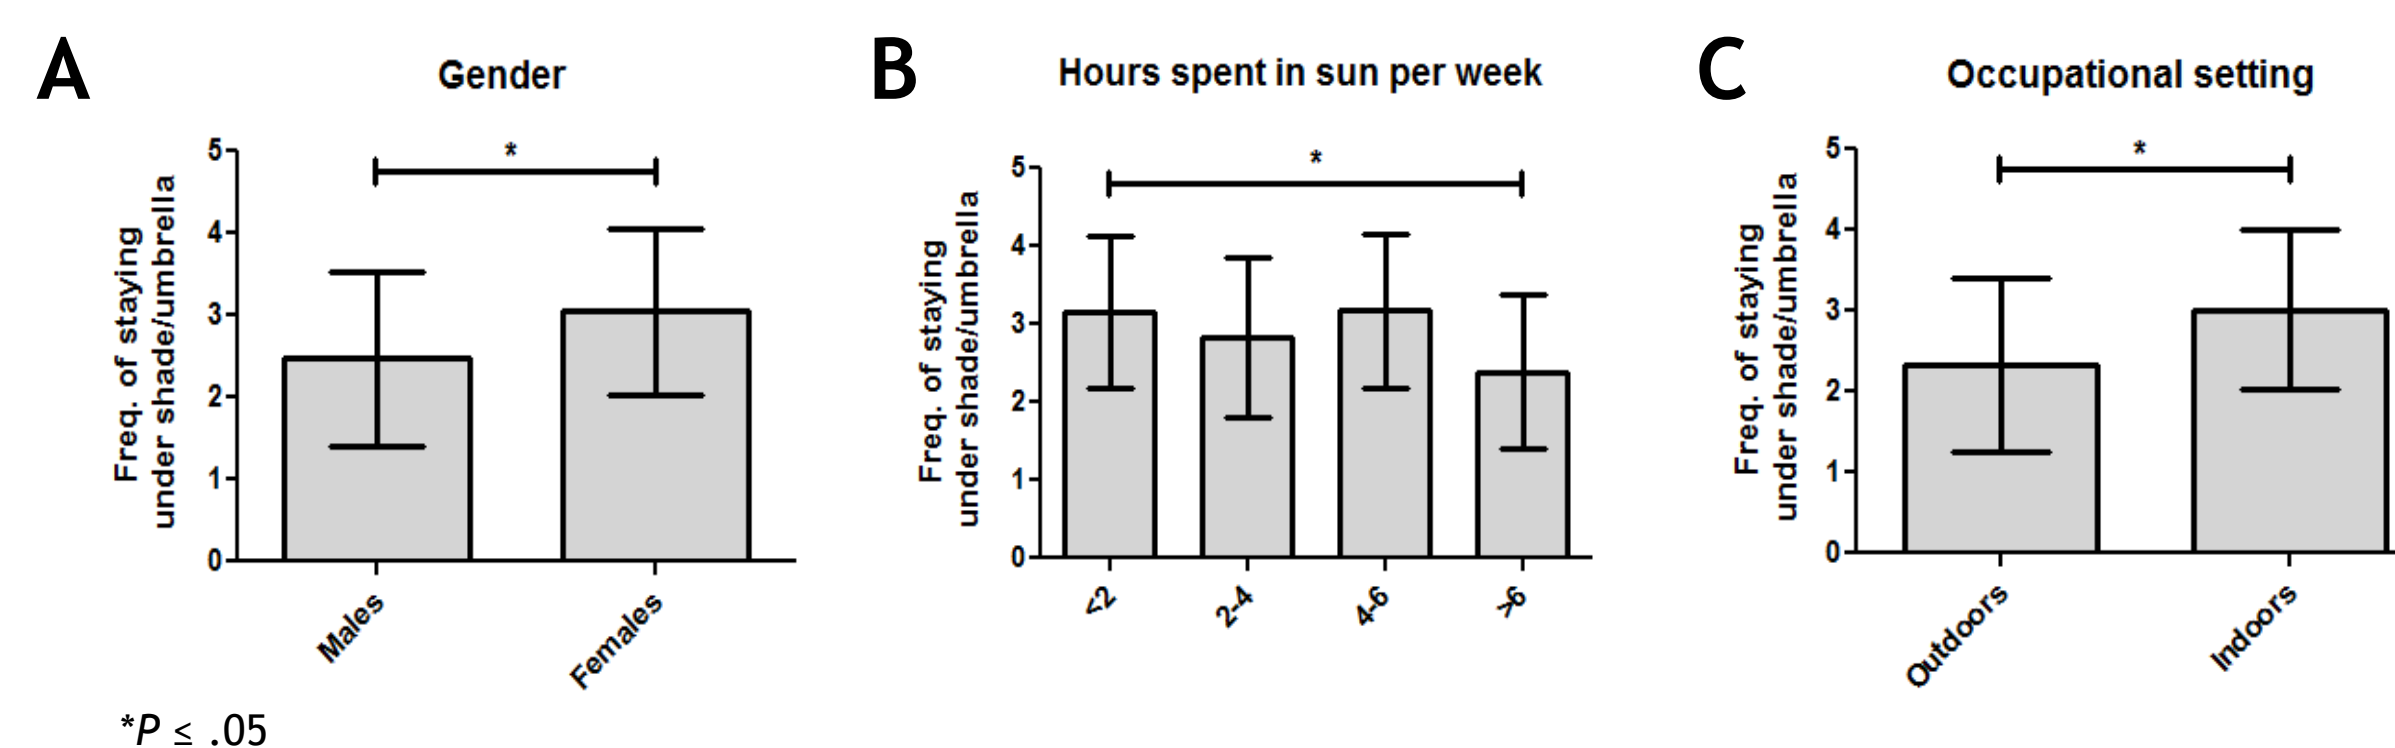 A
Gender
*
5
4
3
2
1
0
Freq. of staying
under shade/umbrella
Males
Females
B
Hours spent in sun per week
*
5
4
3
2
1
0
Freq. of staying
under shade/umbrella
<2
2-4
4-6
>6
C
Occupational setting
*
5
4
3
2
1
0
Freq. of staying
under shade/umbrella
Outdoors
Indoors
*P ≤ .05